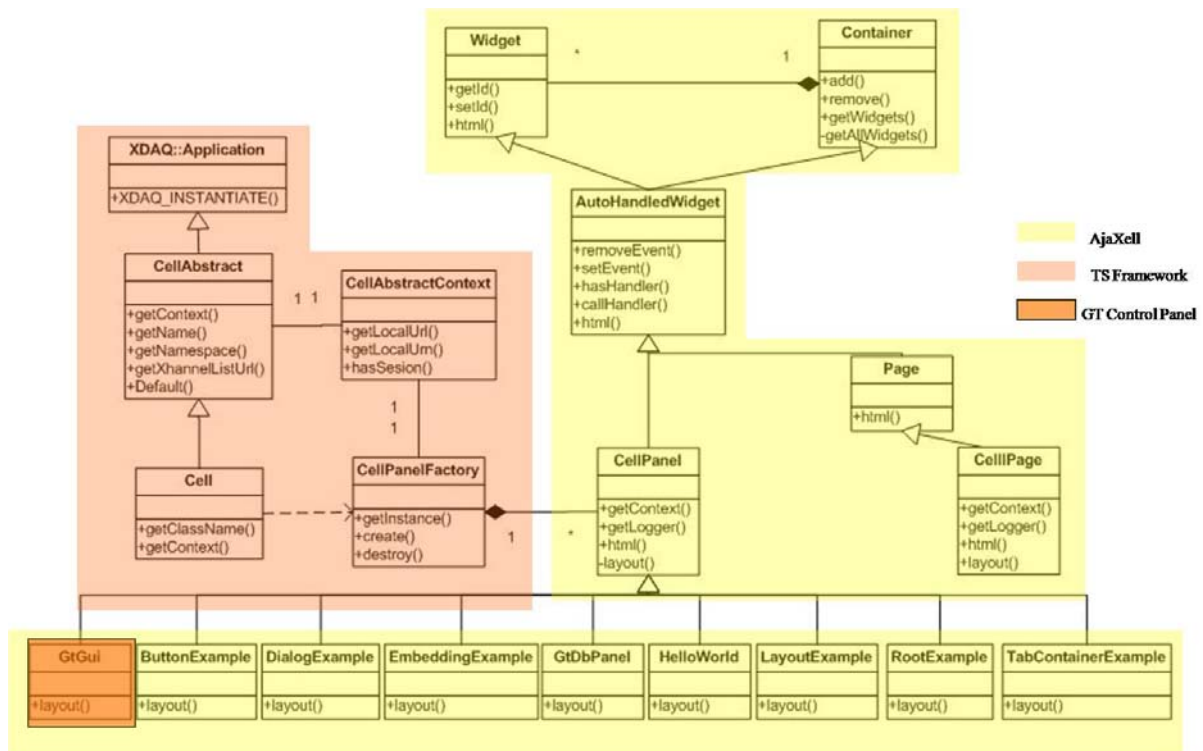 Widget
+getId()
+setId()
+html()
*
1
Container
+add()
+remove()
+getWidgets()
-getAllWidgets()
XDAQ::Application
+XDAQ_INSTANTIATE()
AutoHandledWidget
+removeEvent()
+setEvent()
+hasHandler()
+callHandler()
+html()
AjaXell
TS Framework
GT Control Panel
CellAbstract
+getContext()
+getName()
+getNamespace()
+getXhannelListUrl()
+Default()
1 1
CellAbstractContext
+getLocalUrl()
+getLocalUrn()
+hasSesion()
1
1
Page
+html()
Cell
+getClassName()
+getContext()
CellPanelFactory
+getInstance()
+create()
+destroy()
1
*
CellPanel
+getContext()
+getLogger()
+html()
-layout()
CelllPage
+getContext()
+getLogger()
+html()
+layout()
GtGui
+layout()
ButtonExample
+layout()
DialogExample
+layout()
EmbeddingExample
+layout()
GtDbPanel
+layout()
HelloWorld
+layout()
LayoutExample
+layout()
RootExample
+layout()
TabContainerExample
+layout()